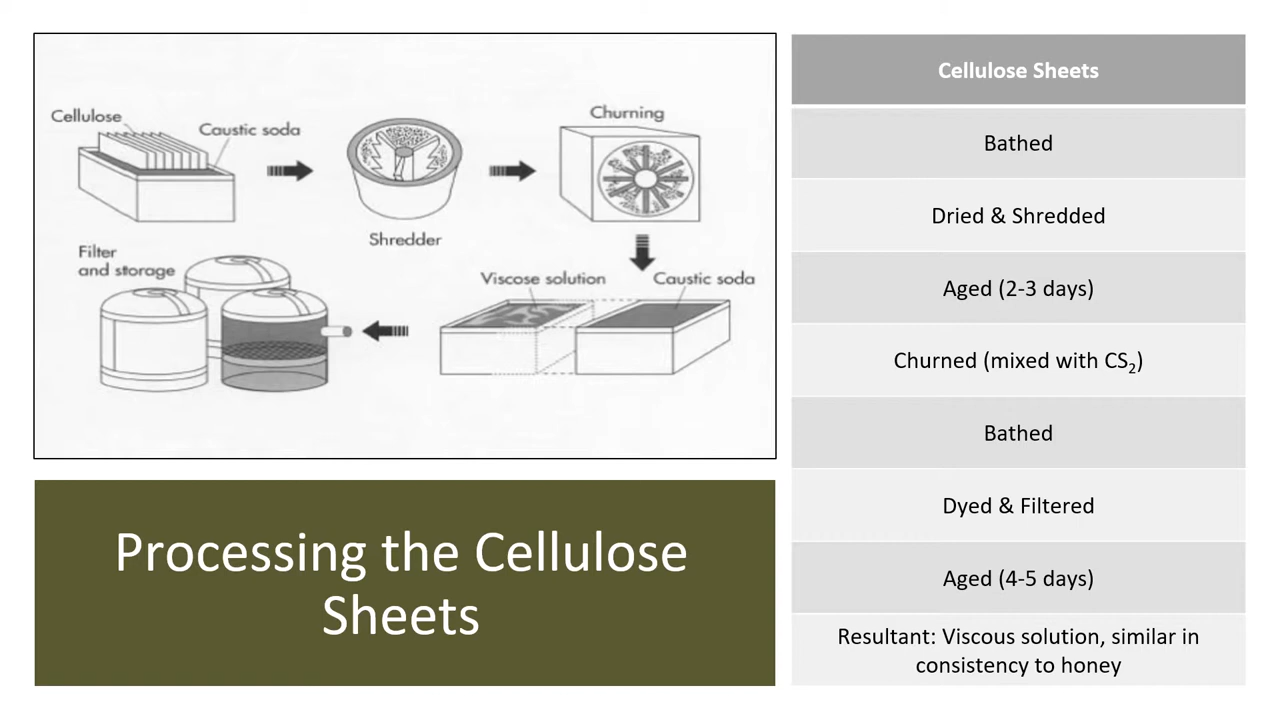 Cellulose
Caustic soda
Shredder
Churning
Filter
and storage
Viscose solution
Caustic soda
Processing the Cellulose
Sheets
Cellulose Sheets
Bathed
Dried & Shredded
Aged (2-3 days)
Churned (mixed with CS₂)
Bathed
Dyed & Filtered
Aged (4-5 days)
Resultant: Viscous solution, similar in
consistency to honey